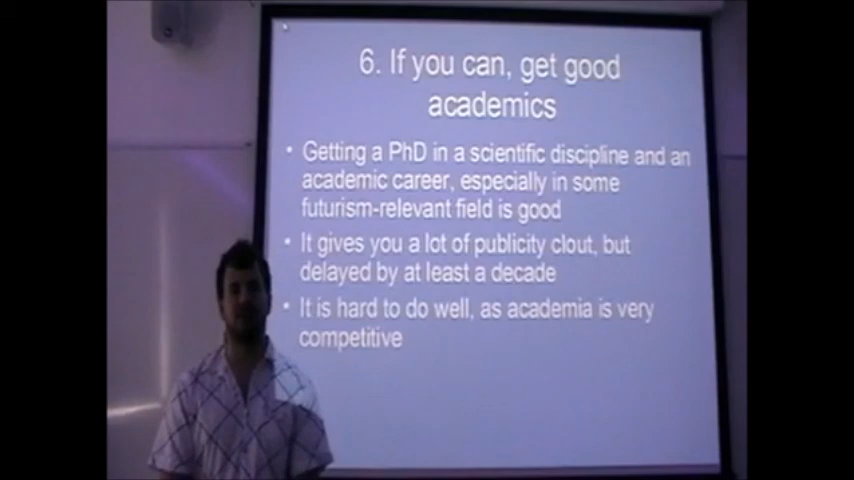 6. If you can, get good
academics
• Getting a PhD in a scientific discipline and an
academic career, especially in some
futurism-relevant field is good
• It gives you a lot of publicity clout, but
delayed by at least a decade
• It is hard to do well, as academia is very
competitive